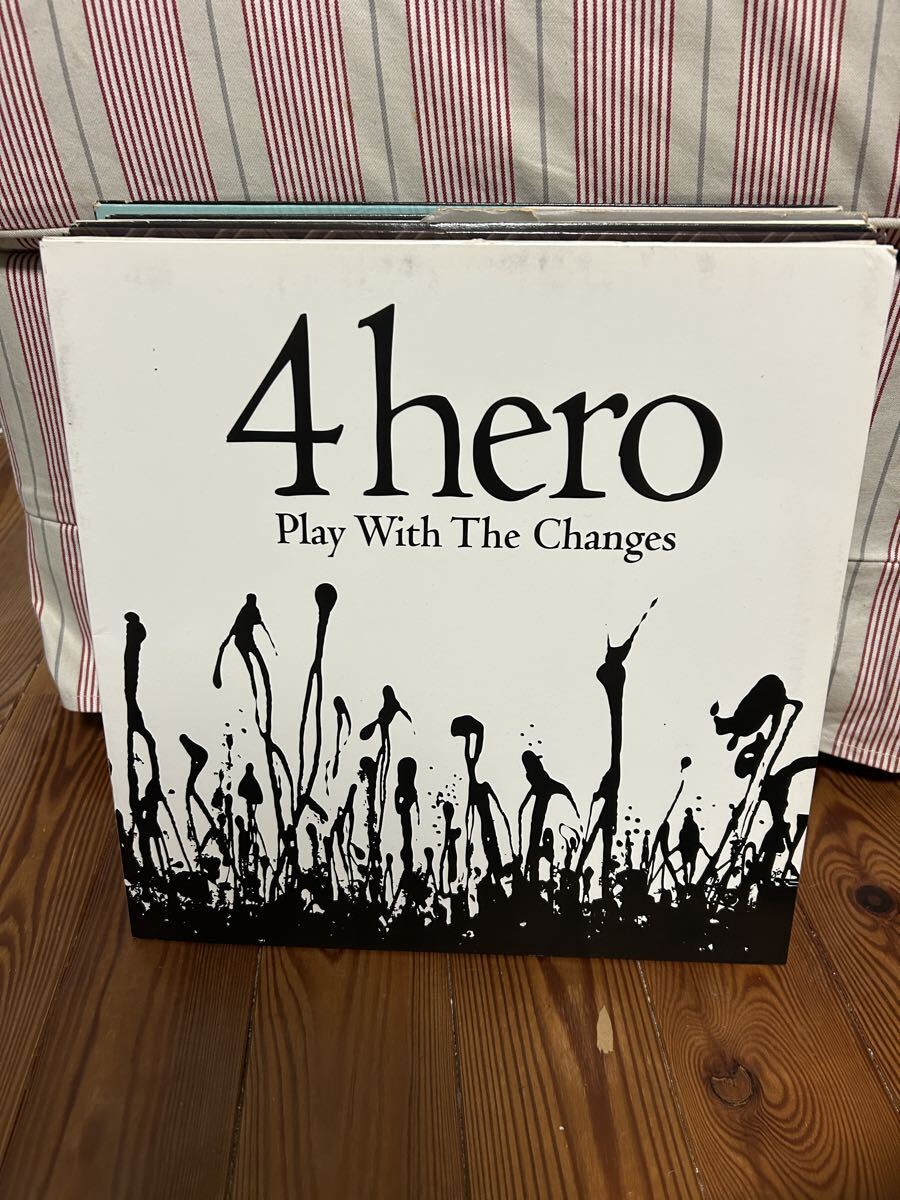 4hero
Play With The Changes